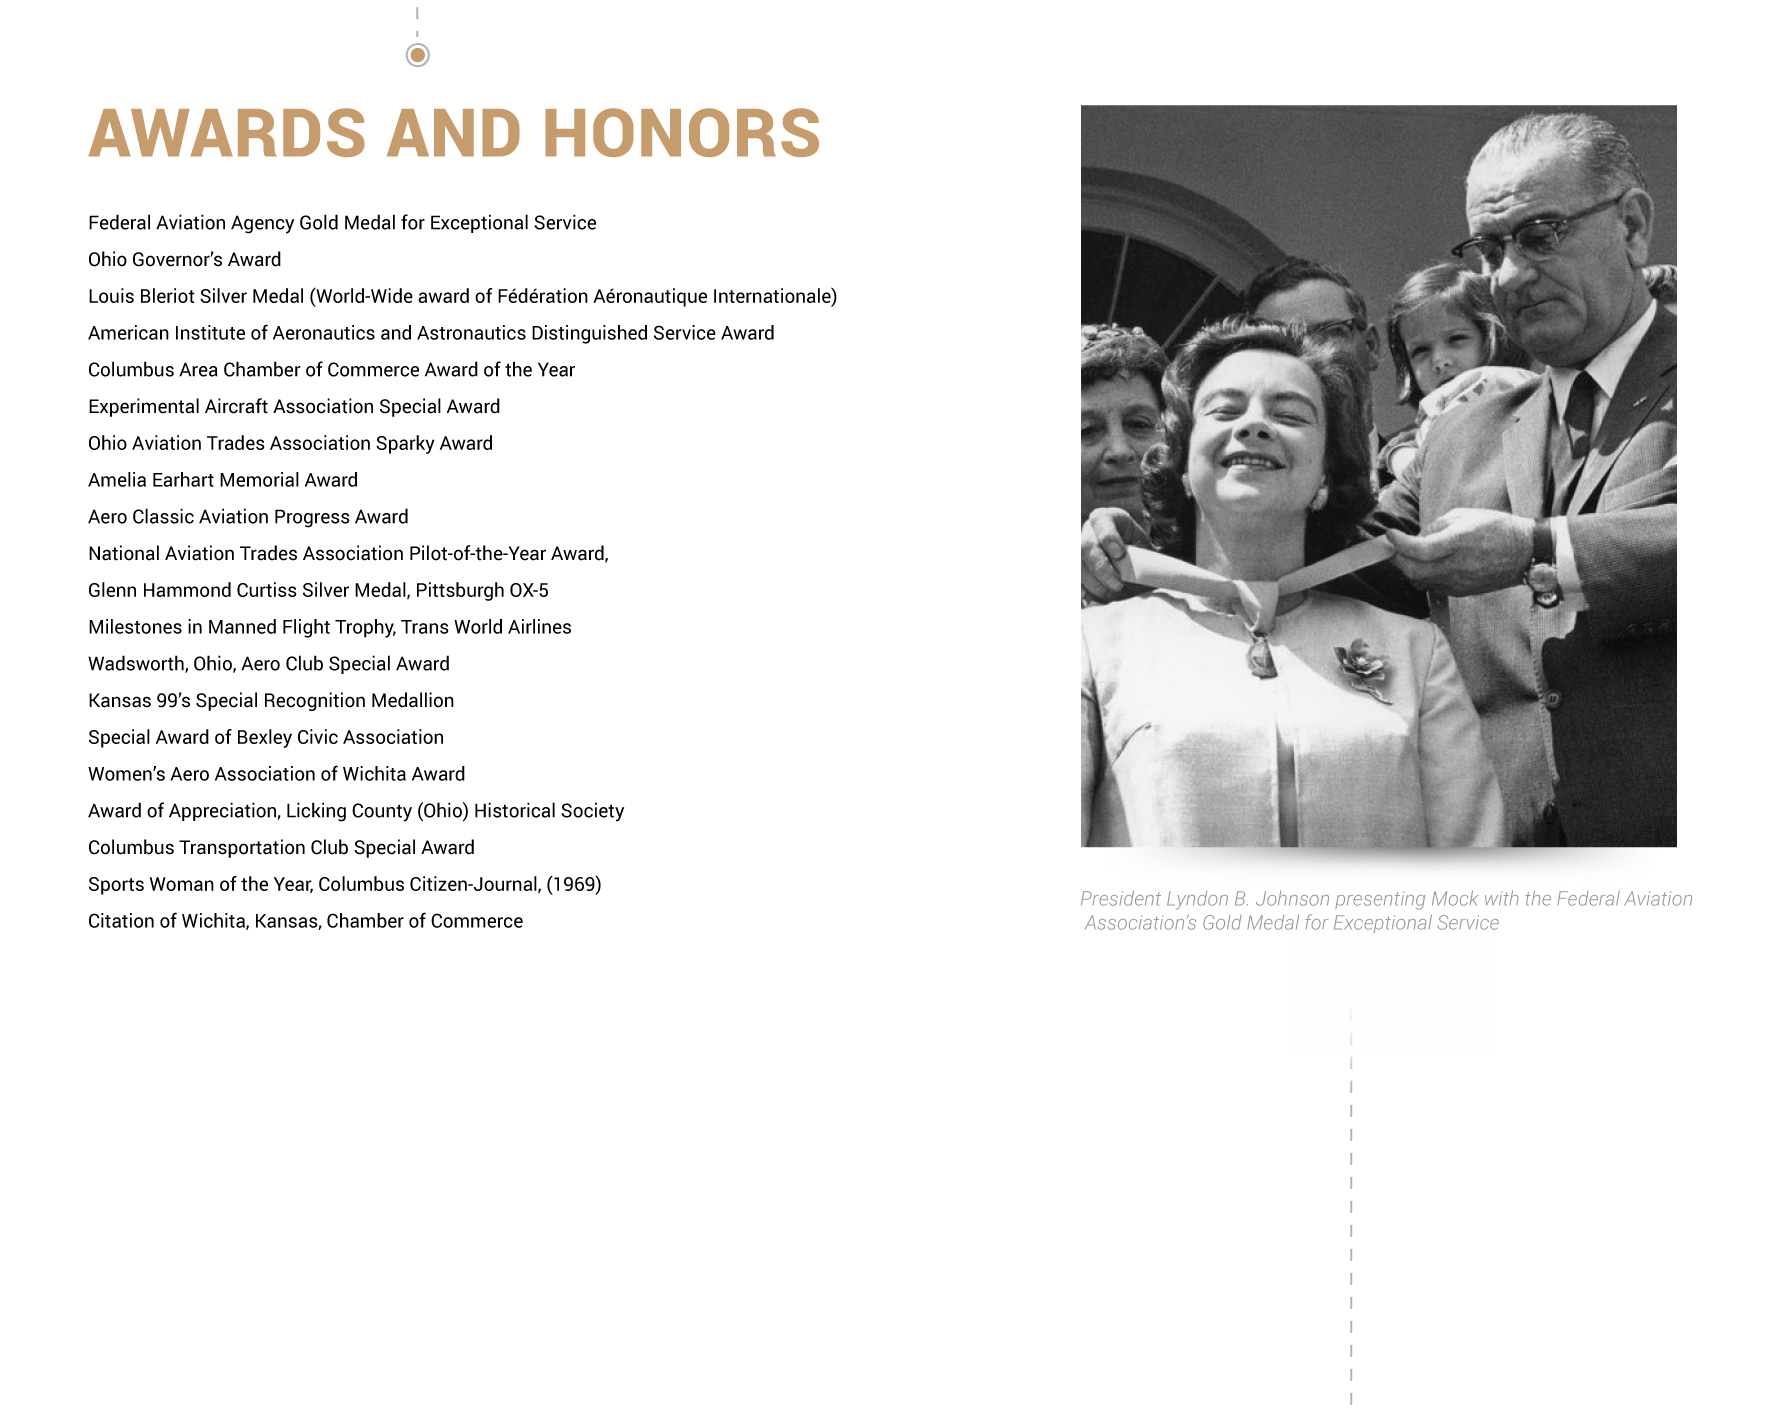 AWARDS AND HONORS
Federal Aviation Agency Gold Medal for Exceptional Service
Ohio Governor’s Award
Louis Bleriot Silver Medal (World-Wide award of Fédération Aéronautique Internationale)
American Institute of Aeronautics and Astronautics Distinguished Service Award
Columbus Area Chamber of Commerce Award of the Year
Experimental Aircraft Association Special Award
Ohio Aviation Trades Association Sparky Award
Amelia Earhart Memorial Award
Aero Classic Aviation Progress Award
National Aviation Trades Association Pilot-of-the-Year Award,
Glenn Hammond Curtiss Silver Medal, Pittsburgh OX-5
Milestones in Manned Flight Trophy, Trans World Airlines
Wadsworth, Ohio, Aero Club Special Award
Kansas 99’s Special Recognition Medallion
Special Award of Bexley Civic Association
Women’s Aero Association of Wichita Award
Award of Appreciation, Licking County (Ohio) Historical Society
Columbus Transportation Club Special Award
Sports Woman of the Year, Columbus Citizen-Journal, (1969)
Citation of Wichita, Kansas, Chamber of Commerce
President Lyndon B. Johnson presenting Mock with the Federal Aviation
Association’s Gold Medal for Exceptional Service